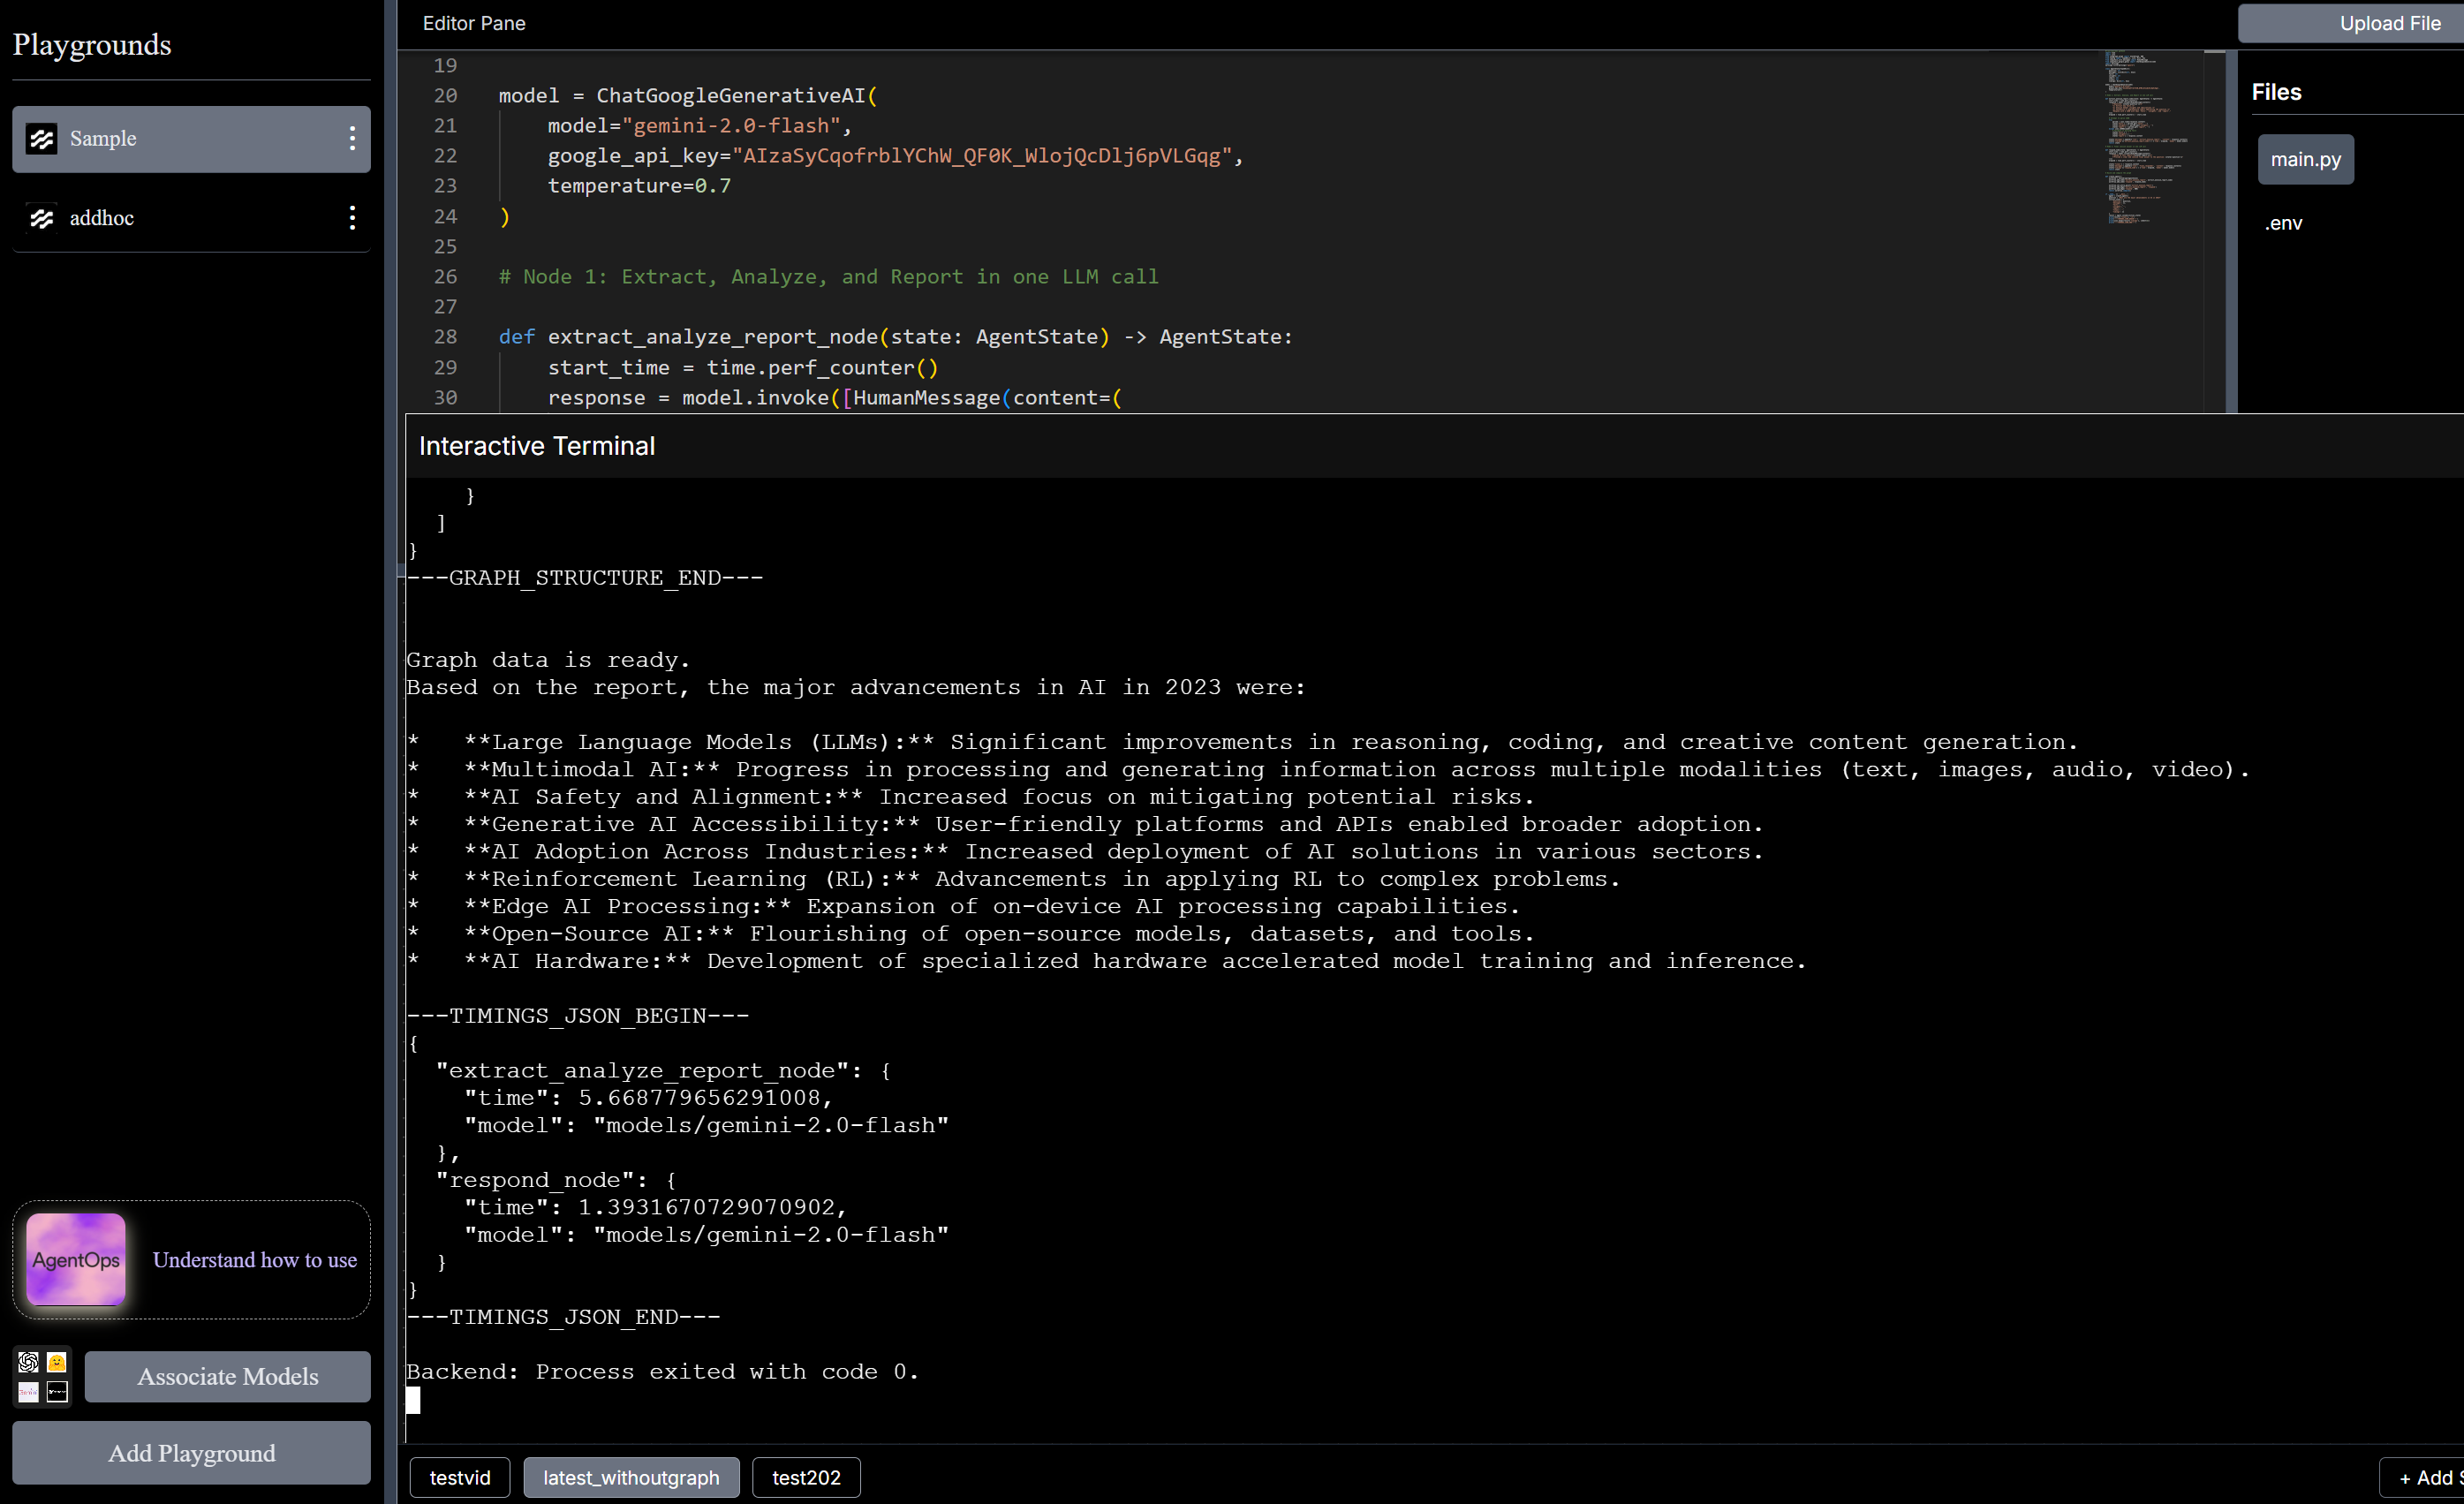 Playgrounds
Sample
addhoc
AgentOps
Understand how to use
Associate Models
Add Playground
Editor Pane
Upload File
19
20 model = ChatGoogleGenerativeAI(
21 model="gemini-2.0-flash",
22 google_api_key="AIzaSyCqofrblYChW_QF0K_WlojQcDlj6pVLGqg",
23 temperature=0.7
24 )
25
26 # Node 1: Extract, Analyze, and Report in one LLM call
27
28 def extract_analyze_report_node(state: AgentState) -> AgentState:
29 start_time = time.perf_counter()
30 response = model.invoke([HumanMessage(content=(
Files
main.py
.env
Interactive Terminal
}
]
}
---GRAPH_STRUCTURE_END---
Graph data is ready.
Based on the report, the major advancements in AI in 2023 were:
* **Large Language Models (LLMs):** Significant improvements in reasoning, coding, and creative content generation.
* **Multimodal AI:** Progress in processing and generating information across multiple modalities (text, images, audio, video).
* **AI Safety and Alignment:** Increased focus on mitigating potential risks.
* **Generative AI Accessibility:** User-friendly platforms and APIs enabled broader adoption.
* **AI Adoption Across Industries:** Increased deployment of AI solutions in various sectors.
* **Reinforcement Learning (RL):** Advancements in applying RL to complex problems.
* **Edge AI Processing:** Expansion of on-device AI processing capabilities.
* **Open-Source AI:** Flourishing of open-source models, datasets, and tools.
* **AI Hardware:** Development of specialized hardware accelerated model training and inference.
---TIMINGS_JSON_BEGIN---
{
"extract_analyze_report_node": {
"time": 5.668779656291008,
"model": "models/gemini-2.0-flash"
},
"respond_node": {
"time": 1.3931670729070902,
"model": "models/gemini-2.0-flash"
}
}
---TIMINGS_JSON_END---
Backend: Process exited with code 0.
testvid
latest_withoutgraph
test202
+ Add